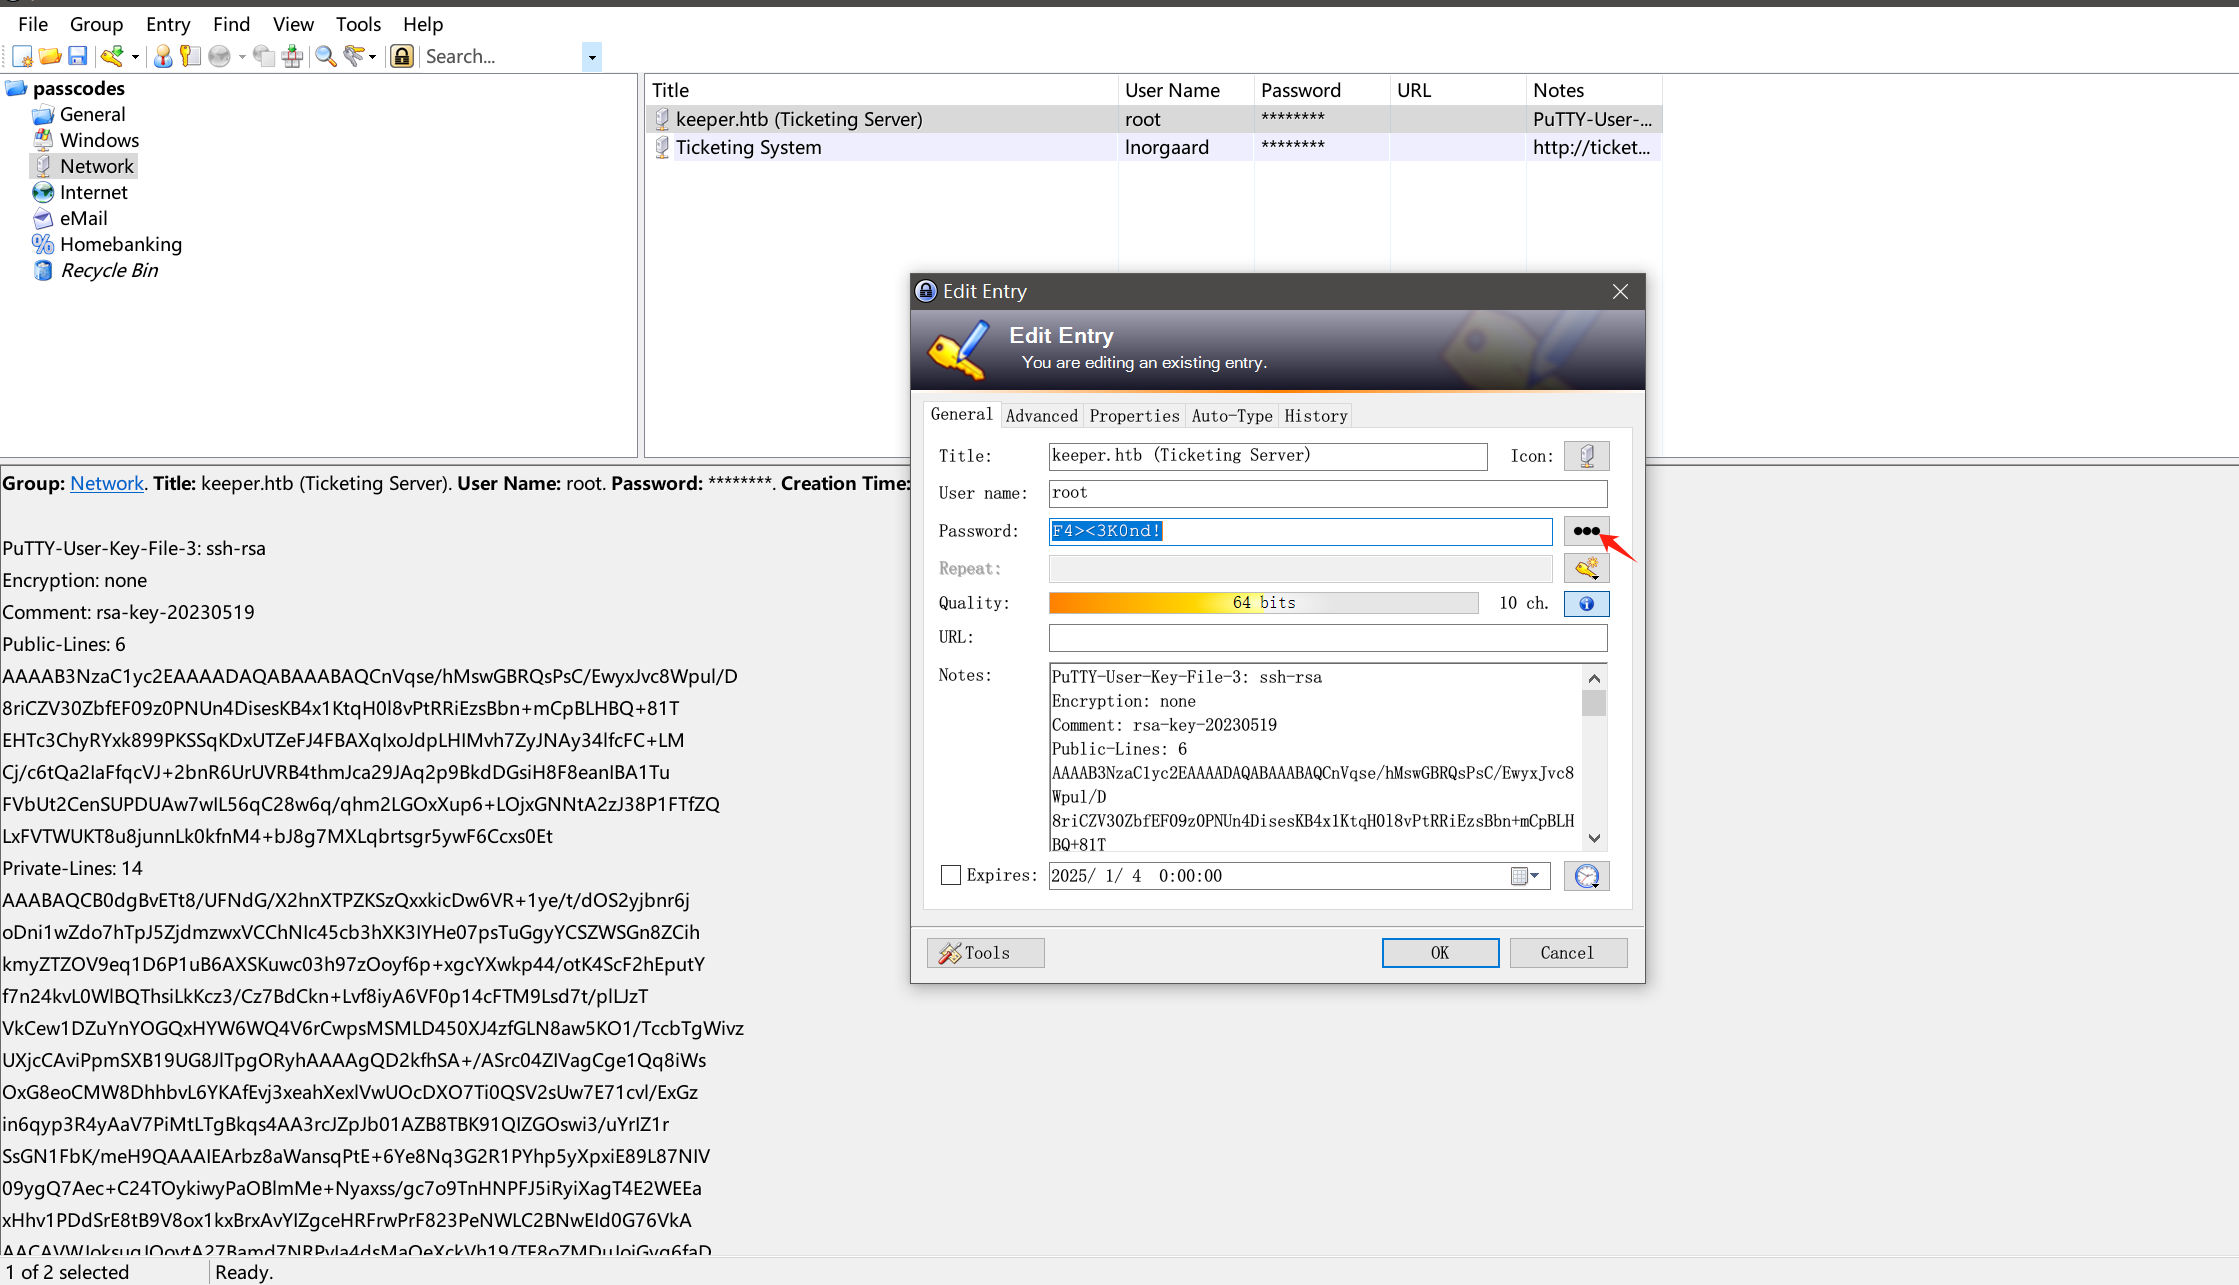 File Group Entry Find View Tools Help
Search...
passcodes
General
Windows
Network
Internet
eMail
Homebanking
Recycle Bin
Title User Name Password URL Notes
keeper.htb (Ticketing Server) root ******** PuTTY-User-...
Ticketing System lnorgaard ******** http://ticket...
Group: Network. Title: keeper.htb (Ticketing Server). User Name: root. Password: ********. Creation Time:
PuTTY-User-Key-File-3: ssh-rsa
Encryption: none
Comment: rsa-key-20230519
Public-Lines: 6
AAAAB3NzaC1yc2EAAAADAQABAAABAQCnVqse/hMswGBRQsPsC/EwyxJvc8Wpul/D
8riCZV30ZbfEF09z0PNUn4DisesKB4x1KtqH0l8vPtRRiEzsBbn+mCpBLHBQ+81T
EHTc3ChyRYxk899PKSSqKDxUTZeFJ4FBAXqIxoJdpLHIMvh7ZyJNAy34lfcFC+LM
Cj/c6tQa2IaFfqcVJ+2bnR6UrUVRB4thmJca29JAq2p9BkdDGsiH8F8eanIBA1Tu
FVbUt2CenSUPDUAw7wIL56qC28w6q/qhm2LGOxXup6+LOjxGNNtA2zJ38P1FTfZQ
LxFVTWUKT8u8junnLk0kfnM4+bJ8g7MXLqbrtsgr5ywF6Ccxs0Et
Private-Lines: 14
AAABAQCB0dgBvETt8/UFNdG/X2hnXTPZKSzQxxkicDw6VR+1ye/t/dOS2yjbnr6j
oDni1wZdo7hTpJ5ZjdmzwxVCChNIc45cb3hXK3IYHe07psTuGgyYCSZWSGn8ZCih
kmyZTZOV9eq1D6P1uB6AXSKuwc03h97zOoyf6p+xgcYXwkp44/otK4ScF2hEputY
f7n24kvL0WlBQThsiLkKcz3/Cz7BdCkn+Lvf8iyA6VF0p14cFTM9Lsd7t/plLJzT
VkCew1DZuYnYOGQxHYW6WQ4V6rCwpsMSMLD450XJ4zfGLN8aw5KO1/TccbTgWivz
UXjcCAviPpmSXB19UG8JlTpgORyhAAAAgQD2kfhSA+/ASrc04ZIVagCge1Qq8iWs
OxG8eoCMW8DhhbvL6YKAfEvj3xeahXexlVwUOcDXO7Ti0QSV2sUw7E71cvl/ExGz
in6qyp3R4yAaV7PiMtLTgBkqs4AA3rcJZpJb01AZB8TBK91QIZGOswi3/uYrIZ1r
SsGN1FbK/meH9QAAAIEArbz8aWansqPtE+6Ye8Nq3G2R1PYhp5yXpxiE89L87NIV
09ygQ7Aec+C24TOykiwyPaOBlmMe+Nyaxss/gc7o9TnHNPFJ5iRyiXagT4E2WEEa
xHhv1PDdSrE8tB9V8ox1kxBrxAvYIZgceHRFrwPrF823PeNWLC2BNwEId0G76VkA
1 of 2 selected Ready.
Edit Entry
Edit Entry
You are editing an existing entry.
General Advanced Properties Auto-Type History
Title: keeper.htb (Ticketing Server) Icon:
User name: root
Password: F4><3K0nd!
Repeat:
Quality: 64 bits 10 ch.
URL:
Notes: PuTTY-User-Key-File-3: ssh-rsa
Encryption: none
Comment: rsa-key-20230519
Public-Lines: 6
AAAAB3NzaC1yc2EAAAADAQABAAABAQCnVqse/hMswGBRQsPsC/EwyxJvc8
Wpul/D
8riCZV30ZbfEF09z0PNUn4DisesKB4x1KtqH0l8vPtRRiEzsBbn+mCpBLH
BQ+81T
Expires: 2025/ 1/ 4 0:00:00
Tools OK Cancel